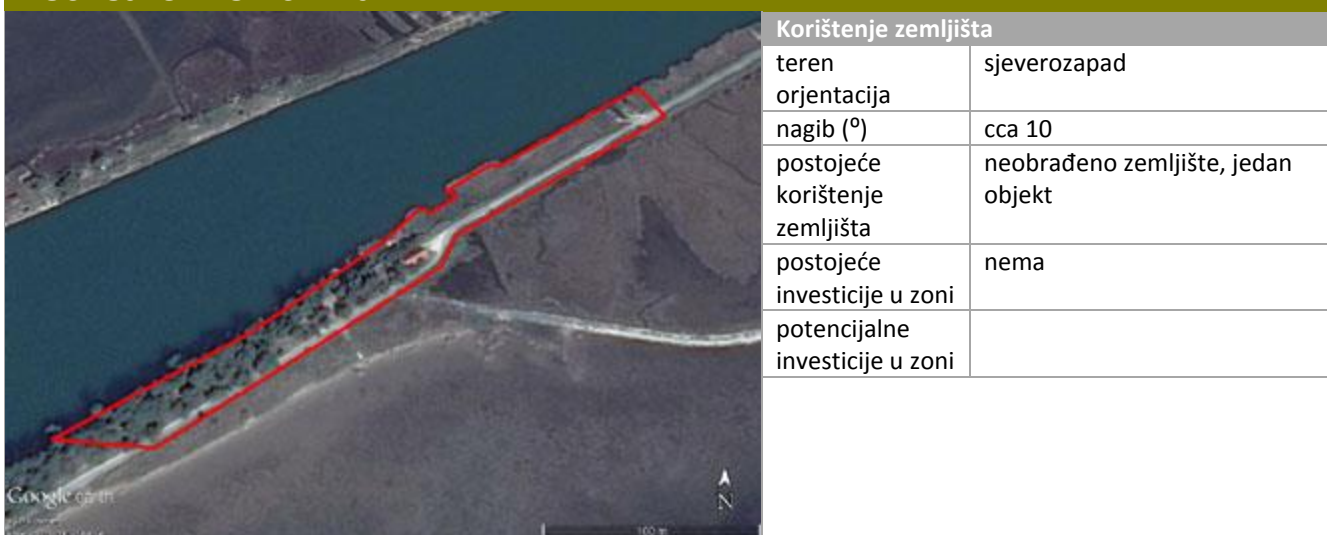 Korištenje zemljišta
teren
orjentacija
sjeverozapad
nagib (⁰)
cca 10
postojeće
korištenje
zemljišta
neobrađeno zemljište, jedan
objekt
postojeće
investicije u zoni
nema
potencijalne
investicije u zoni
Google earth
N
100 m